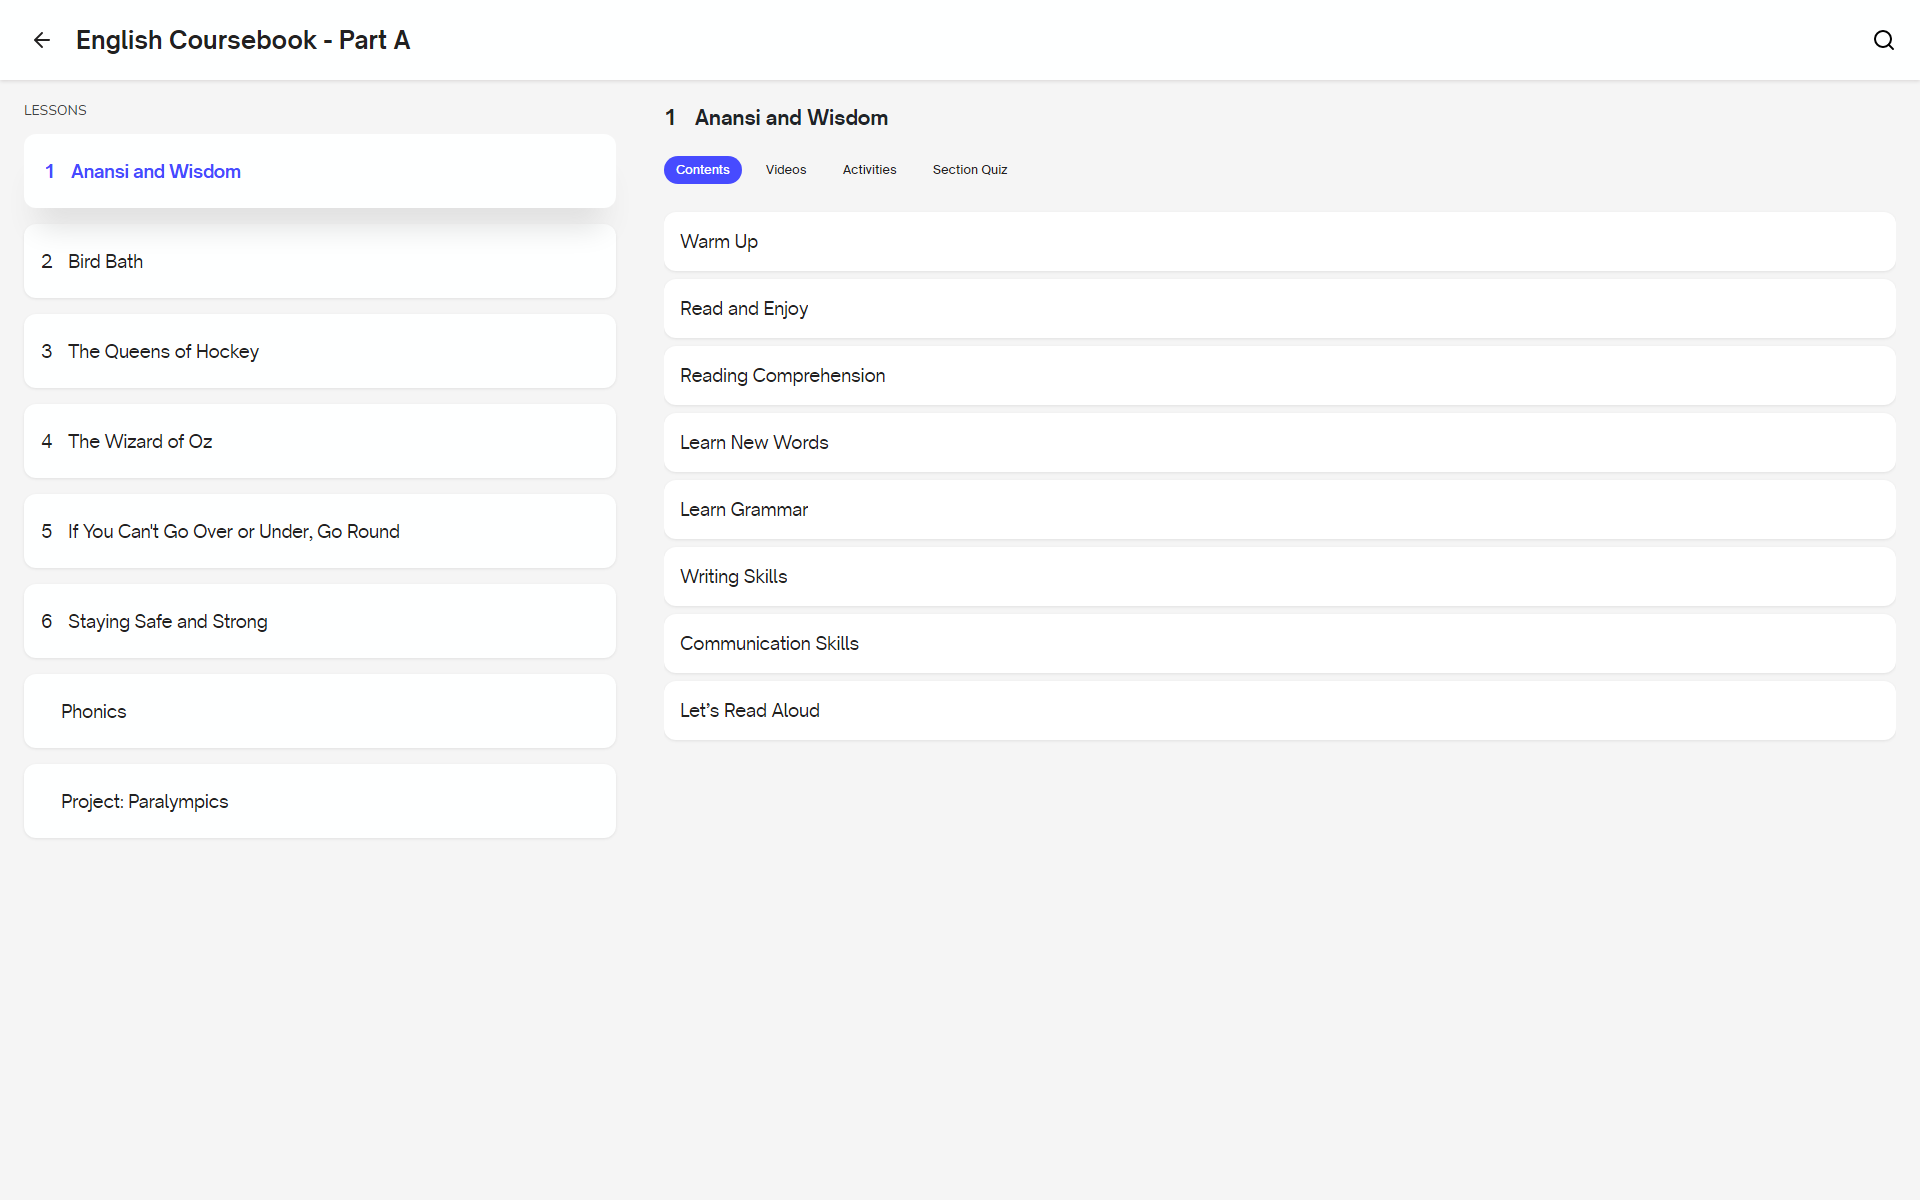 English Coursebook - Part A
LESSONS
1 Anansi and Wisdom
2 Bird Bath
3 The Queens of Hockey
4 The Wizard of Oz
5 If You Can't Go Over or Under, Go Round
6 Staying Safe and Strong
Phonics
Project: Paralympics
1 Anansi and Wisdom
Contents Videos Activities Section Quiz
Warm Up
Read and Enjoy
Reading Comprehension
Learn New Words
Learn Grammar
Writing Skills
Communication Skills
Let’s Read Aloud